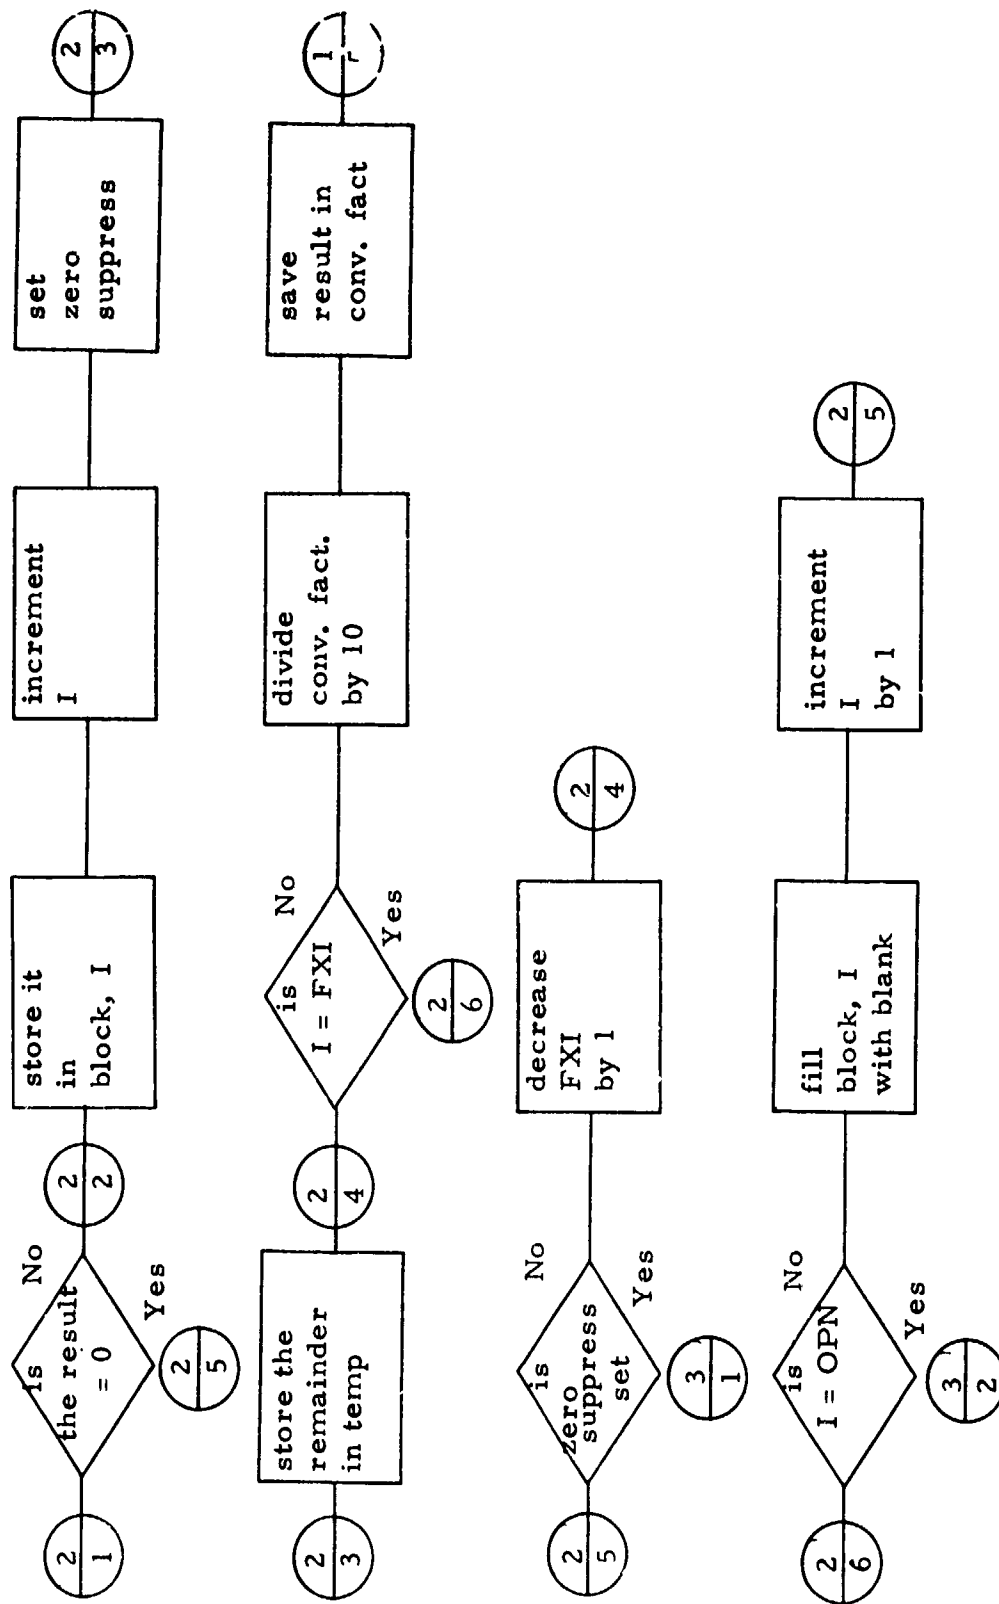 2
1
is
the result
= 0
No
Yes
2
5
2
2
store it
in
block, I
increment
I
set
zero
suppress
2
3
2
3
store the
remainder
in temp
2
4
is
I = FXI
No
Yes
2
6
divide
conv. fact.
by 10
save
result in
conv. fact
1
2
5
is
zero
suppress
set
No
Yes
3
1
decrease
FXI
by 1
2
4
2
6
is
I = OPN
No
Yes
3
2
fill
block, I
with blank
increment
I
by 1
2
5